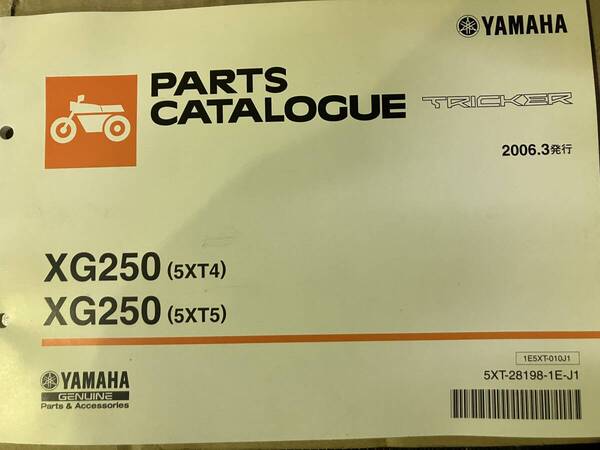 YAMAHA
PARTS
CATALOGUE
TRICKER
2006.3発行
XG250 (5XT4)
XG250 (5XT5)
1E5XT-010J1
5XT-28198-1E-J1
YAMAHA
GENUINE
Parts & Accessories